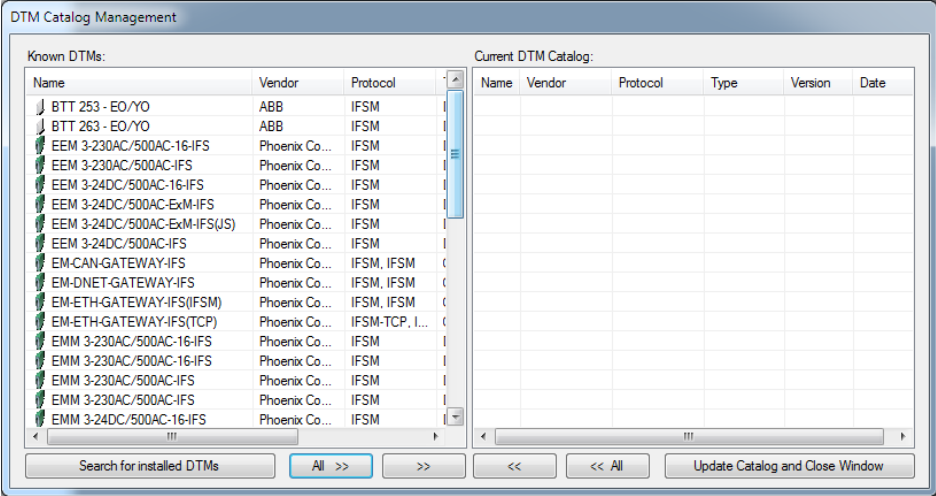 DTM Catalog Management
Known DTMs:
Current DTM Catalog:
Name Vendor Protocol
Name Vendor Protocol Type Version Date
BTT 253 - EO/YO ABB IFSM
BTT 263 - EO/YO ABB IFSM
EEM 3-230AC/500AC-16-IFS Phoenix Co... IFSM
EEM 3-230AC/500AC-IFS Phoenix Co... IFSM
EEM 3-24DC/500AC-16-IFS Phoenix Co... IFSM
EEM 3-24DC/500AC-ExM-IFS Phoenix Co... IFSM
EEM 3-24DC/500AC-ExM-IFS(JS) Phoenix Co... IFSM
EEM 3-24DC/500AC-IFS Phoenix Co... IFSM
EM-CAN-GATEWAY-IFS Phoenix Co... IFSM, IFSM
EM-DNET-GATEWAY-IFS Phoenix Co... IFSM, IFSM
EM-ETH-GATEWAY-IFS(IFSM) Phoenix Co... IFSM, IFSM
EM-ETH-GATEWAY-IFS(TCP) Phoenix Co... IFSM-TCP, I...
EMM 3-230AC/500AC-16-IFS Phoenix Co... IFSM
EMM 3-230AC/500AC-16-IFS Phoenix Co... IFSM
EMM 3-230AC/500AC-IFS Phoenix Co... IFSM
EMM 3-230AC/500AC-IFS Phoenix Co... IFSM
EMM 3-24DC/500AC-16-IFS Phoenix Co... IFSM
Search for installed DTMs All >> >> << << All Update Catalog and Close Window